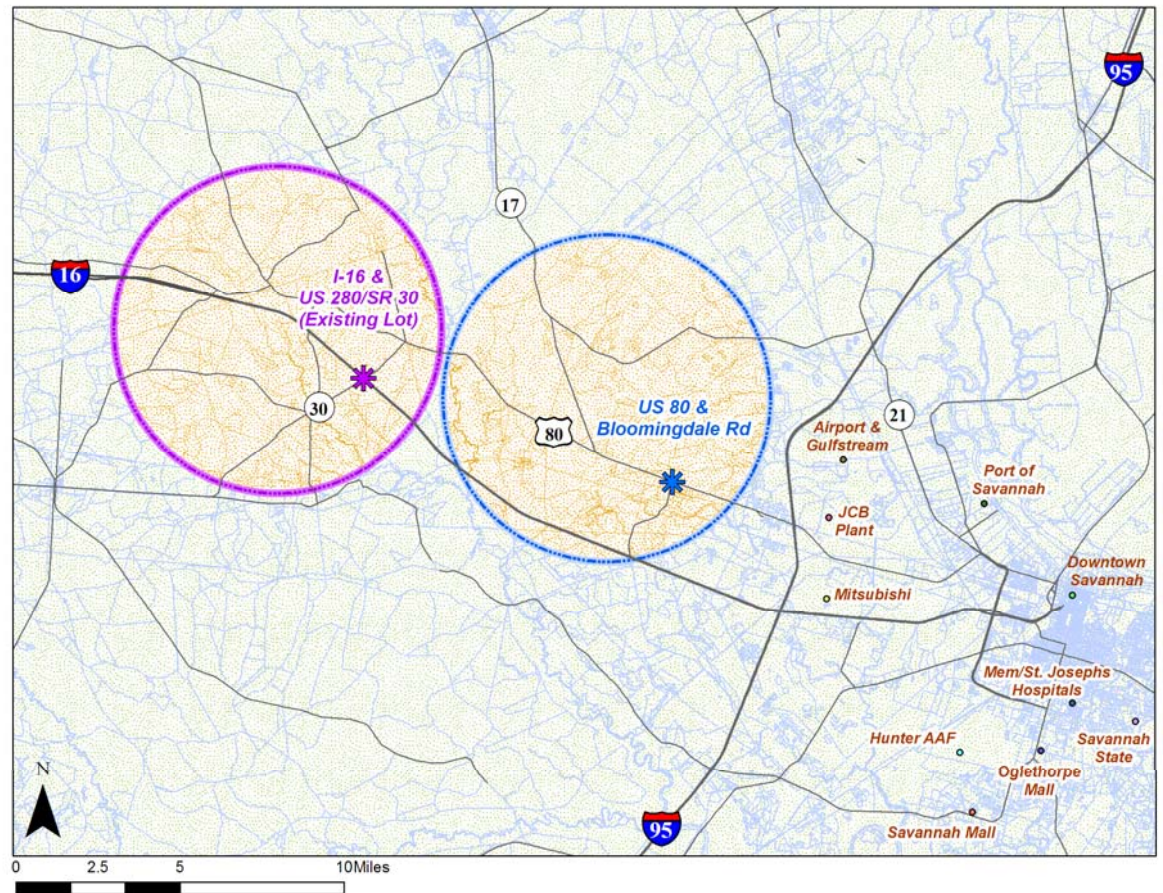 95
17
16
I-16 &
US 280/SR 30
(Existing Lot)
30
80
US 80 &
Bloomingdale Rd
21
Airport &
Gulfstream
Port of
Savannah
JCB
Plant
Downtown
Savannah
Mitsubishi
Mem/St. Josephs
Hospitals
Hunter AAF
Savannah
State
Oglethorpe
Mall
Savannah Mall
95
N
0 2.5 5 10Miles